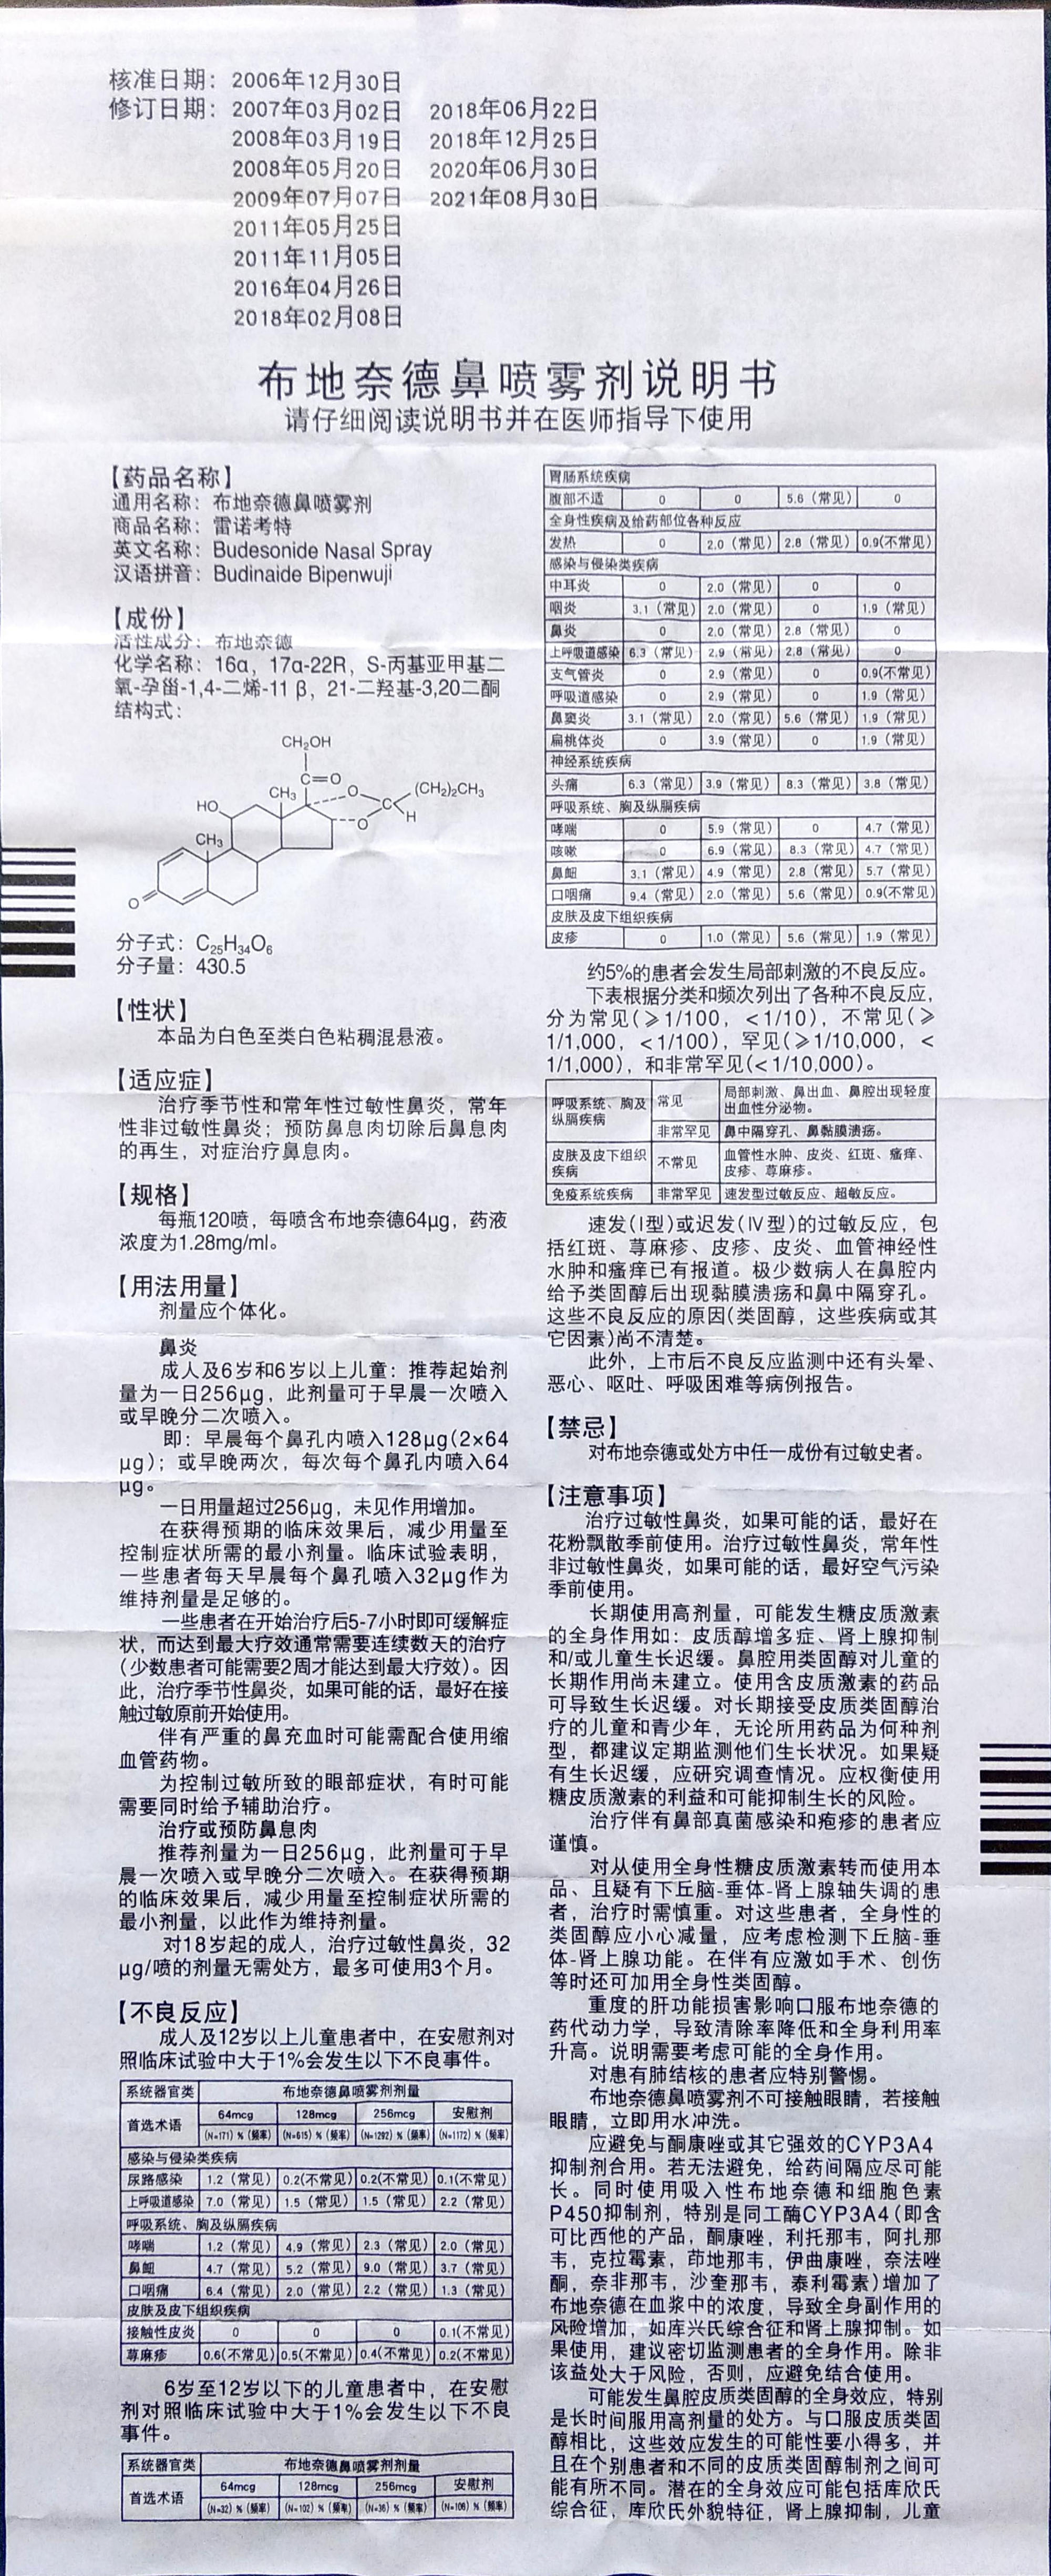 核准日期：2006年12月30日
修订日期：2007年03月02日 2018年06月22日
2008年03月19日 2018年12月25日
2008年05月20日 2020年06月30日
2009年07月07日 2021年08月30日
2011年05月25日
2011年11月05日
2016年04月26日
2018年02月08日
布地奈德鼻喷雾剂说明书
请仔细阅读说明书并在医师指导下使用
【药品名称】
通用名称：布地奈德鼻喷雾剂
商品名称：雷诺考特
英文名称：Budesonide Nasal Spray
汉语拼音：Budinaide Bipenwuji
【成份】
活性成分：布地奈德
化学名称：16α，17α-22R，S-丙基亚甲基二
氧-孕甾-1,4-二烯-11 β，21-二羟基-3,20二酮
结构式：
CH₂OH
C=O
CH₃
O
(CH₂)₂CH₃
HO
O
H
CH₃
O
分子式：C₂₅H₃₄O₆
分子量：430.5
【性状】
本品为白色至类白色粘稠混悬液。
【适应症】
治疗季节性和常年性过敏性鼻炎，常年
性非过敏性鼻炎；预防鼻息肉切除后鼻息肉
的再生，对症治疗鼻息肉。
【规格】
每瓶120喷，每喷含布地奈德64μg，药液
浓度为1.28mg/ml。
【用法用量】
剂量应个体化。
鼻炎
成人及6岁和6岁以上儿童：推荐起始剂
量为一日256μg，此剂量可于早晨一次喷入
或早晚分二次喷入。
即：早晨每个鼻孔内喷入128μg(2×64
μg)；或早晚两次，每次每个鼻孔内喷入64
μg。
一日用量超过256μg，未见作用增加。
在获得预期的临床效果后，减少用量至
控制症状所需的最小剂量。临床试验表明，
一些患者每天早晨每个鼻孔喷入32μg作为
维持剂量是足够的。
一些患者在开始治疗后5-7小时即可缓解症
状，而达到最大疗效通常需要连续数天的治疗
(少数患者可能需要2周才能达到最大疗效)。因
此，治疗季节性鼻炎，如果可能的话，最好在接
触过敏原前开始使用。
伴有严重的鼻充血时可能需配合使用缩
血管药物。
为控制过敏所致的眼部症状，有时可能
需要同时给予辅助治疗。
治疗或预防鼻息肉
推荐剂量为一日256μg，此剂量可于早
晨一次喷入或早晚分二次喷入。在获得预期
的临床效果后，减少用量至控制症状所需的
最小剂量，以此作为维持剂量。
对18岁起的成人，治疗过敏性鼻炎，32
μg/喷的剂量无需处方，最多可使用3个月。
【不良反应】
成人及12岁以上儿童患者中，在安慰剂对
照临床试验中大于1%会发生以下不良事件。
系统器官类 布地奈德鼻喷雾剂剂量
首选术语 64mcg 128mcg 256mcg 安慰剂
(N=171) %（频率） (N=615) %（频率） (N=1292) %（频率） (N=1172) %（频率）
感染与侵染类疾病
尿路感染 1.2（常见） 0.2(不常见) 0.2(不常见) 0.1(不常见)
上呼吸道感染 7.0（常见） 1.5（常见） 1.5（常见） 2.2（常见）
呼吸系统、胸及纵膈疾病
哮喘 1.2（常见） 4.9（常见） 2.3（常见） 2.0（常见）
鼻衄 4.7（常见） 5.2（常见） 9.0（常见） 3.7（常见）
口咽痛 6.4（常见） 2.0（常见） 2.2（常见） 1.3（常见）
皮肤及皮下组织疾病
接触性皮炎 0 0 0 0.1(不常见)
荨麻疹 0.6(不常见) 0.5(不常见) 0.4(不常见) 0.2(不常见)
6岁至12岁以下的儿童患者中，在安慰
剂对照临床试验中大于1%会发生以下不良
事件。
系统器官类 布地奈德鼻喷雾剂剂量
首选术语 64mcg 128mcg 256mcg 安慰剂
(N=32) %（频率） (N=102) %（频率） (N=36) %（频率） (N=106) %（频率）
胃肠系统疾病
腹部不适 0 0 5.6（常见） 0
全身性疾病及给药部位各种反应
发热 0 2.0（常见） 2.8（常见） 0.9(不常见)
感染与侵染类疾病
中耳炎 0 2.0（常见） 0 0
咽炎 3.1（常见） 2.0（常见） 0 1.9（常见）
鼻炎 0 2.0（常见） 2.8（常见） 0
上呼吸道感染 6.3（常见） 2.9（常见） 2.8（常见） 0
支气管炎 0 2.9（常见） 0 0.9(不常见)
呼吸道感染 0 2.9（常见） 0 1.9（常见）
鼻窦炎 3.1（常见） 2.0（常见） 5.6（常见） 1.9（常见）
扁桃体炎 0 3.9（常见） 0 1.9（常见）
神经系统疾病
头痛 6.3（常见） 3.9（常见） 8.3（常见） 3.8（常见）
呼吸系统、胸及纵膈疾病
哮喘 0 5.9（常见） 0 4.7（常见）
咳嗽 0 6.9（常见） 8.3（常见） 4.7（常见）
鼻衄 3.1（常见） 4.9（常见） 2.8（常见） 5.7（常见）
口咽痛 9.4（常见） 2.0（常见） 5.6（常见） 0.9(不常见)
皮肤及皮下组织疾病
皮疹 0 1.0（常见） 5.6（常见） 1.9（常见）
约5%的患者会发生局部刺激的不良反应。
下表根据分类和频次列出了各种不良反应，
分为常见(≥1/100，<1/10)，不常见(≥
1/1,000，<1/100)，罕见(≥1/10,000，<
1/1,000)，和非常罕见(<1/10,000)。
呼吸系统、胸及纵膈疾病 常见 局部刺激、鼻出血、鼻腔出现轻度
出血性分泌物。
非常罕见 鼻中隔穿孔、鼻黏膜溃疡。
皮肤及皮下组织疾病 不常见 血管性水肿、皮炎、红斑、瘙痒、
皮疹、荨麻疹。
免疫系统疾病 非常罕见 速发型过敏反应、超敏反应。
速发(Ⅰ型)或迟发(Ⅳ型)的过敏反应，包
括红斑、荨麻疹、皮疹、皮炎、血管神经性
水肿和瘙痒已有报道。极少数病人在鼻腔内
给予类固醇后出现黏膜溃疡和鼻中隔穿孔。
这些不良反应的原因(类固醇，这些疾病或其
它因素)尚不清楚。
此外，上市后不良反应监测中还有头晕、
恶心、呕吐、呼吸困难等病例报告。
【禁忌】
对布地奈德或处方中任一成份有过敏史者。
【注意事项】
治疗过敏性鼻炎，如果可能的话，最好在
花粉飘散季前使用。治疗过敏性鼻炎，常年性
非过敏性鼻炎，如果可能的话，最好空气污染
季前使用。
长期使用高剂量，可能发生糖皮质激素
的全身作用如：皮质醇增多症、肾上腺抑制
和/或儿童生长迟缓。鼻腔用类固醇对儿童的
长期作用尚未建立。使用含皮质激素的药品
可导致生长迟缓。对长期接受皮质类固醇治
疗的儿童和青少年，无论所用药品为何种剂
型，都建议定期监测他们生长状况。如果疑
有生长迟缓，应研究调查情况。应权衡使用
糖皮质激素的利益和可能抑制生长的风险。
治疗伴有鼻部真菌感染和疱疹的患者应
谨慎。
对从使用全身性糖皮质激素转而使用本
品、且疑有下丘脑-垂体-肾上腺轴失调的患
者，治疗时需慎重。对这些患者，全身性的
类固醇应小心减量，应考虑检测下丘脑-垂
体-肾上腺功能。在伴有应激如手术、创伤
等时还可加用全身性类固醇。
重度的肝功能损害影响口服布地奈德的
药代动力学，导致清除率降低和全身利用率
升高。说明需要考虑可能的全身作用。
对患有肺结核的患者应特别警惕。
布地奈德鼻喷雾剂不可接触眼睛，若接触
眼睛，立即用水冲洗。
应避免与酮康唑或其它强效的CYP3A4
抑制剂合用。若无法避免，给药间隔应尽可能
长。同时使用吸入性布地奈德和细胞色素
P450抑制剂，特别是同工酶CYP3A4(即含
可比西他的产品，酮康唑，利托那韦，阿扎那
韦，克拉霉素，茚地那韦，伊曲康唑，奈法唑
酮，奈非那韦，沙奎那韦，泰利霉素)增加了
布地奈德在血浆中的浓度，导致全身副作用的
风险增加，如库兴氏综合征和肾上腺抑制。如
果使用，建议密切监测患者的全身作用。除非
该益处大于风险，否则，应避免结合使用。
可能发生鼻腔皮质类固醇的全身效应，特别
是长时间服用高剂量的处方。与口服皮质类固
醇相比，这些效应发生的可能性要小得多，并
且在个别患者和不同的皮质类固醇制剂之间可
能有所不同。潜在的全身效应可能包括库欣氏
综合征，库欣氏外貌特征，肾上腺抑制，儿童